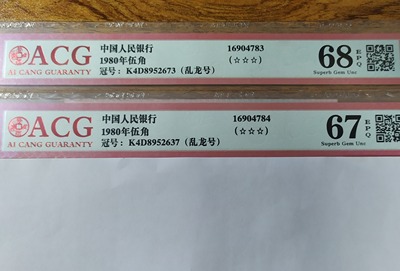 ACG
AI CANG GUARANTY
中国人民银行
1980年伍角
冠号：K4D8952673（乱龙号）
16904783
(☆☆☆)
68
EPQ
Superb Gem Unc
ACG
AI CANG GUARANTY
中国人民银行
1980年伍角
冠号：K4D8952637（乱龙号）
16904784
(☆☆☆)
67
EPQ
Superb Gem Unc